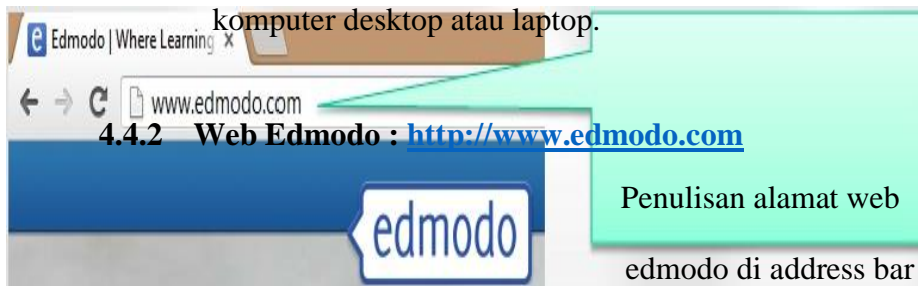 komputer desktop atau laptop.
Edmodo | Where Learning
www.edmodo.com
4.4.2 Web Edmodo : http://www.edmodo.com
Penulisan alamat web
edmodo
edmodo di address bar